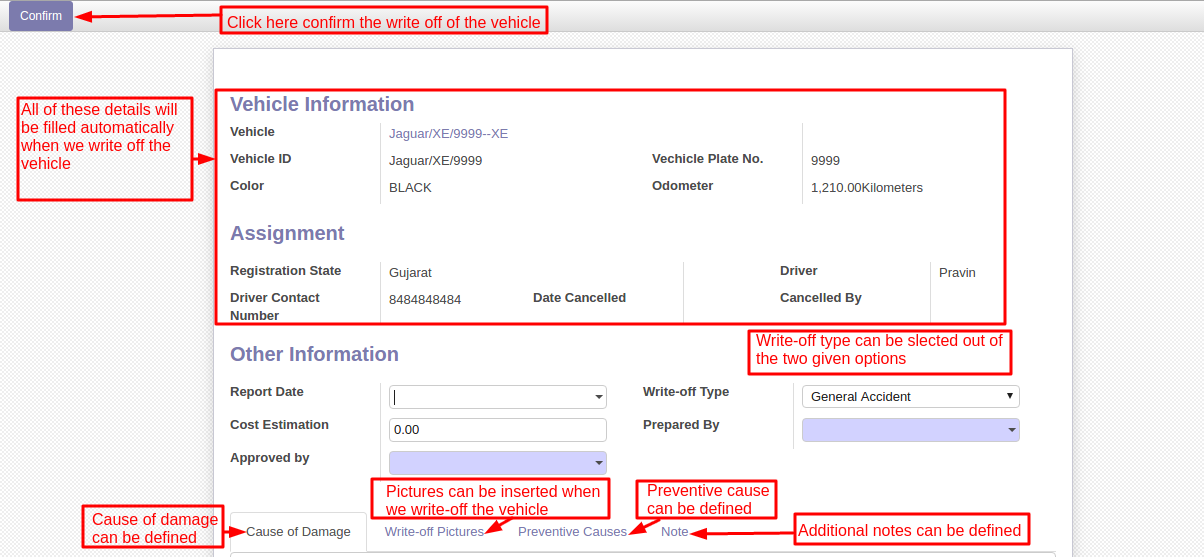 Confirm
Click here confirm the write off of the vehicle
All of these details will
be filled automatically
when we write off the
vehicle
Vehicle Information
Vehicle
Jaguar/XE/9999--XE
Vehicle ID
Jaguar/XE/9999
Vechicle Plate No.
9999
Color
BLACK
Odometer
1,210.00Kilometers
Assignment
Registration State
Gujarat
Driver
Pravin
Driver Contact
Number
8484848484
Date Cancelled
Cancelled By
Write-off type can be slected out of
the two given options
Other Information
Report Date
Write-off Type
General Accident
Cost Estimation
0.00
Prepared By
Approved by
Pictures can be inserted when
we write-off the vehicle
Preventive cause
can be defined
Cause of damage
can be defined
Cause of Damage
Write-off Pictures
Preventive Causes
Note
Additional notes can be defined